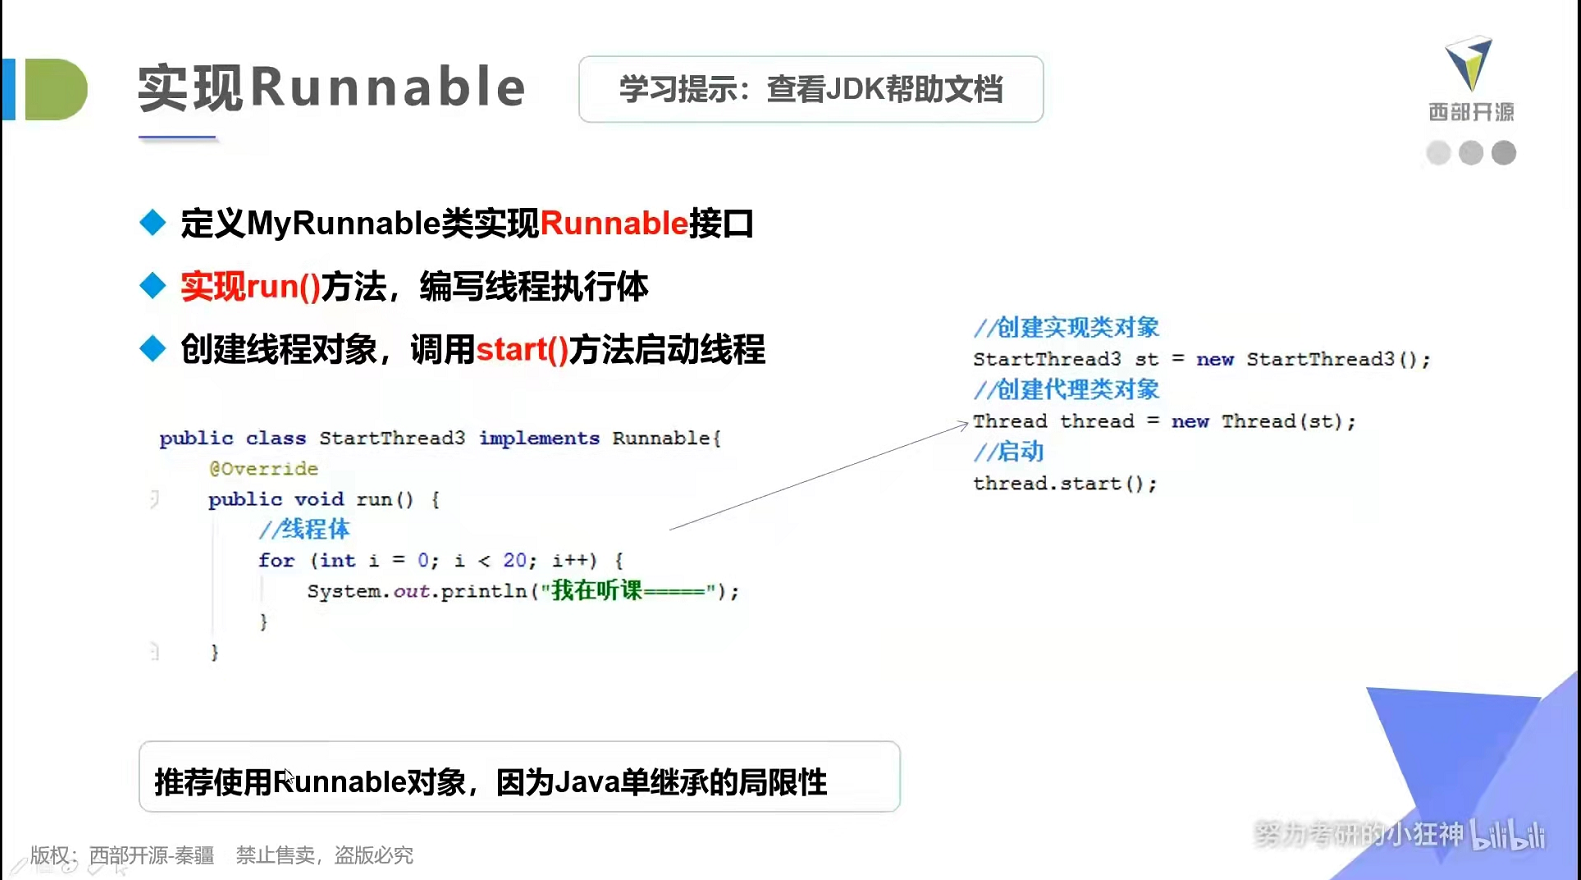 实现Runnable
学习提示：查看JDK帮助文档
西部开源
定义MyRunnable类实现Runnable接口
实现run()方法，编写线程执行体
创建线程对象，调用start()方法启动线程
public class StartThread3 implements Runnable{
@Override
public void run() {
//线程体
for (int i = 0; i < 20; i++) {
System.out.println("我在听课=====");
}
}
//创建实现类对象
StartThread3 st = new StartThread3();
//创建代理类对象
Thread thread = new Thread(st);
//启动
thread.start();
推荐使用Runnable对象，因为Java单继承的局限性
努力考研的小狂神 bilibili
版权：西部开源-秦疆 禁止售卖，盗版必究